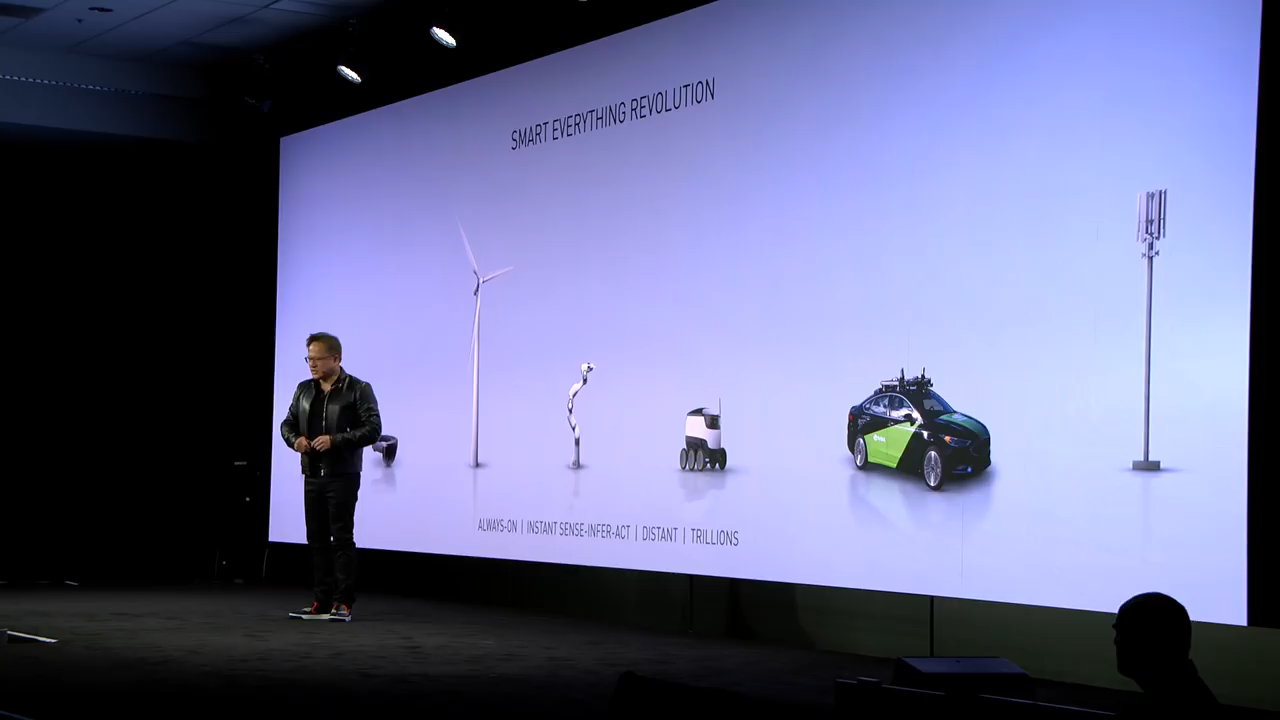 SMART EVERYTHING REVOLUTION
ALWAYS-ON | INSTANT SENSE-INFER-ACT | DISTANT | TRILLIONS